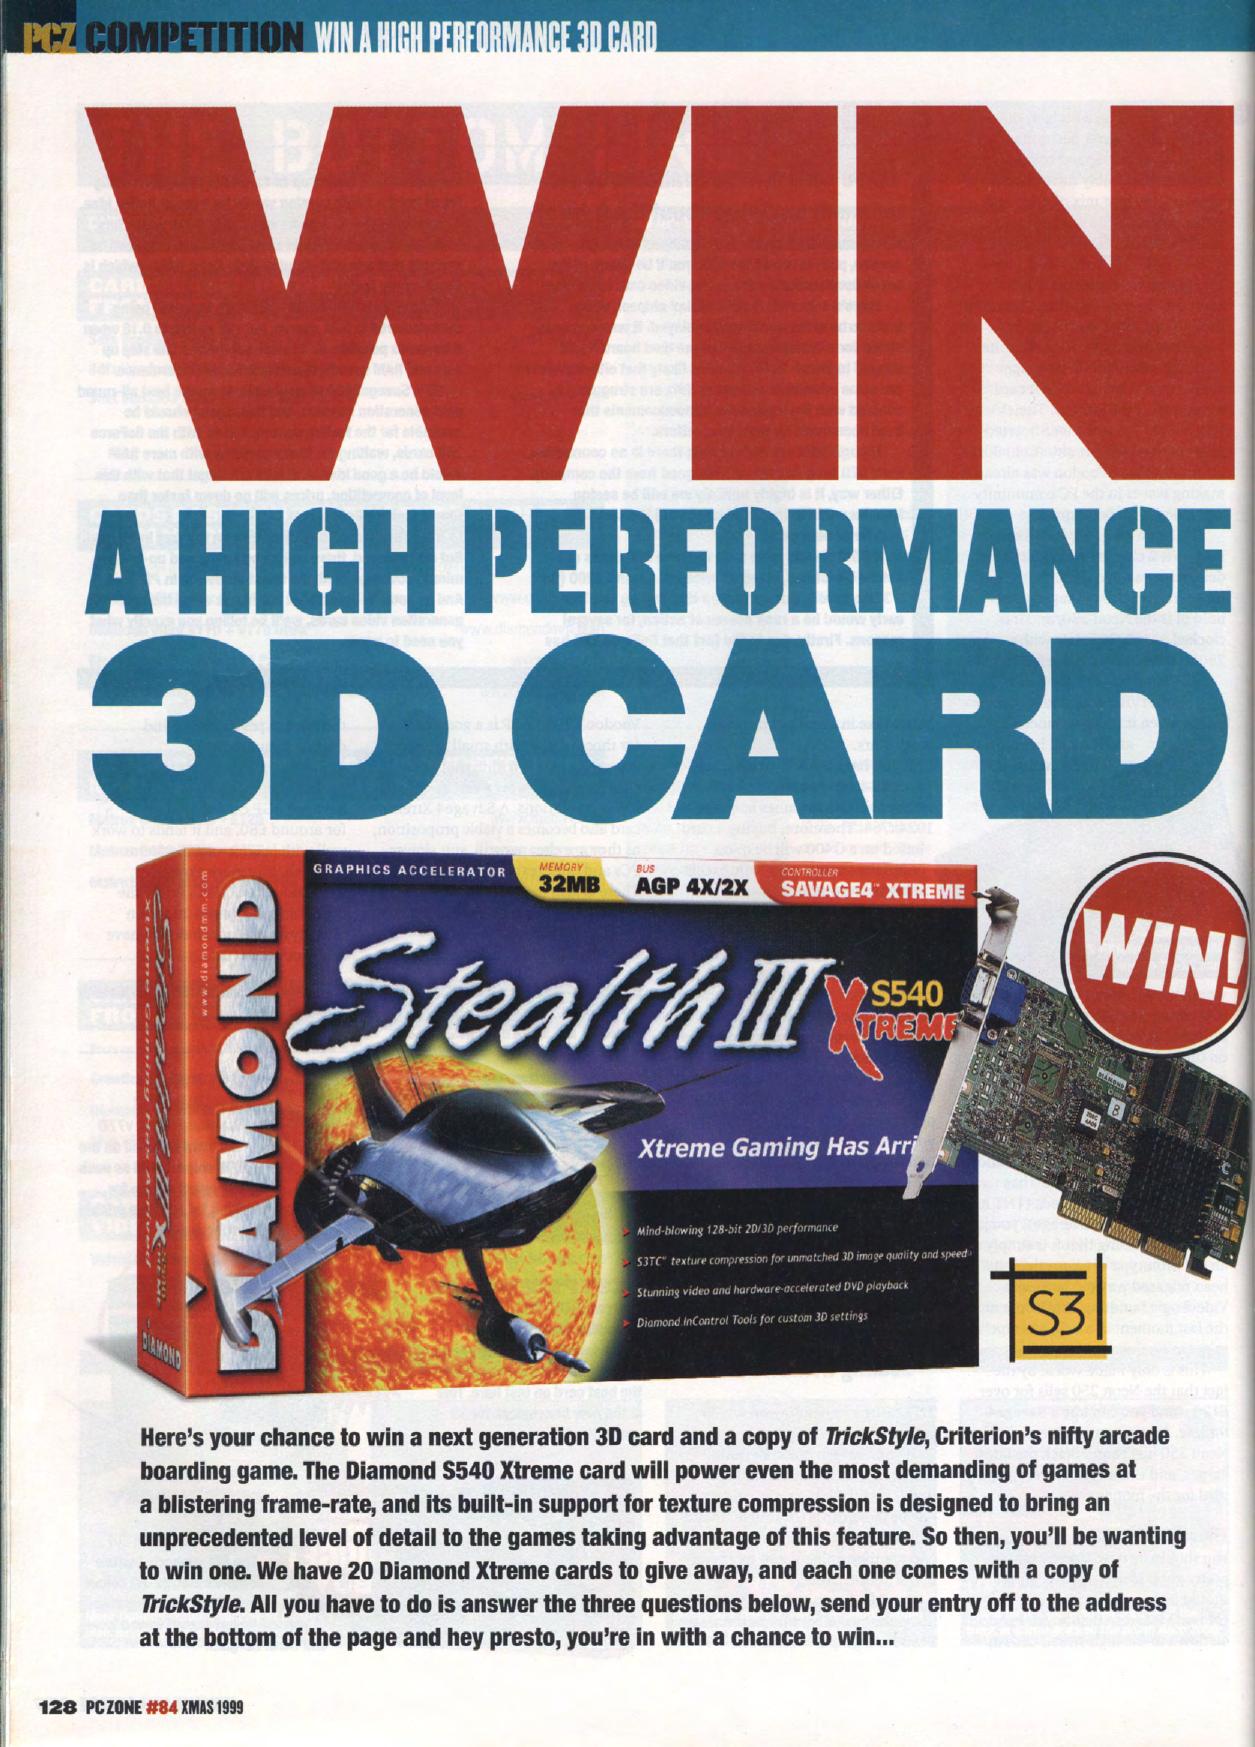 PCZ COMPETITION WIN A HIGH PERFORMANCE 3D CARD
WIN
A HIGH PERFORMANCE
3D CARD
GRAPHICS ACCELERATOR
MEMORY
32MB
BUS
AGP 4X/2X
CONTROLLER
SAVAGE4™ XTREME
WIN!
www.diamondmm.com
DIAMOND
Stealth III
S540
XTREME
Stealth III
Xtreme Gaming Has Arrived
DIAMOND
Xtreme Gaming Has Arri
Mind-blowing 128-bit 2D/3D performance
S3TC™ texture compression for unmatched 3D image quality and speed
Stunning video and hardware-accelerated DVD playback
Diamond InControl Tools for custom 3D settings
S3
Here's your chance to win a next generation 3D card and a copy of TrickStyle, Criterion's nifty arcade
boarding game. The Diamond S540 Xtreme card will power even the most demanding of games at
a blistering frame-rate, and its built-in support for texture compression is designed to bring an
unprecedented level of detail to the games taking advantage of this feature. So then, you'll be wanting
to win one. We have 20 Diamond Xtreme cards to give away, and each one comes with a copy of
TrickStyle. All you have to do is answer the three questions below, send your entry off to the address
at the bottom of the page and hey presto, you're in with a chance to win...
128 PC ZONE #84 XMAS 1999